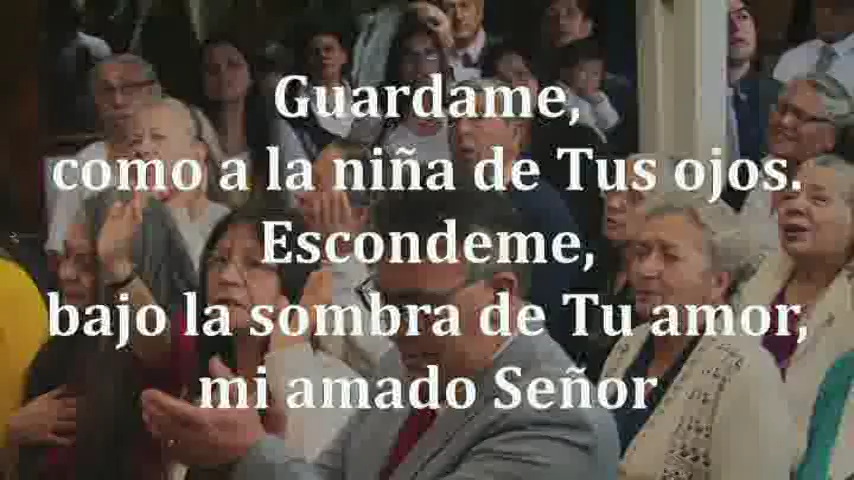 Guardame,
como a la niña de Tus ojos.
Escondeme,
bajo la sombra de Tu amor,
mi amado Señor